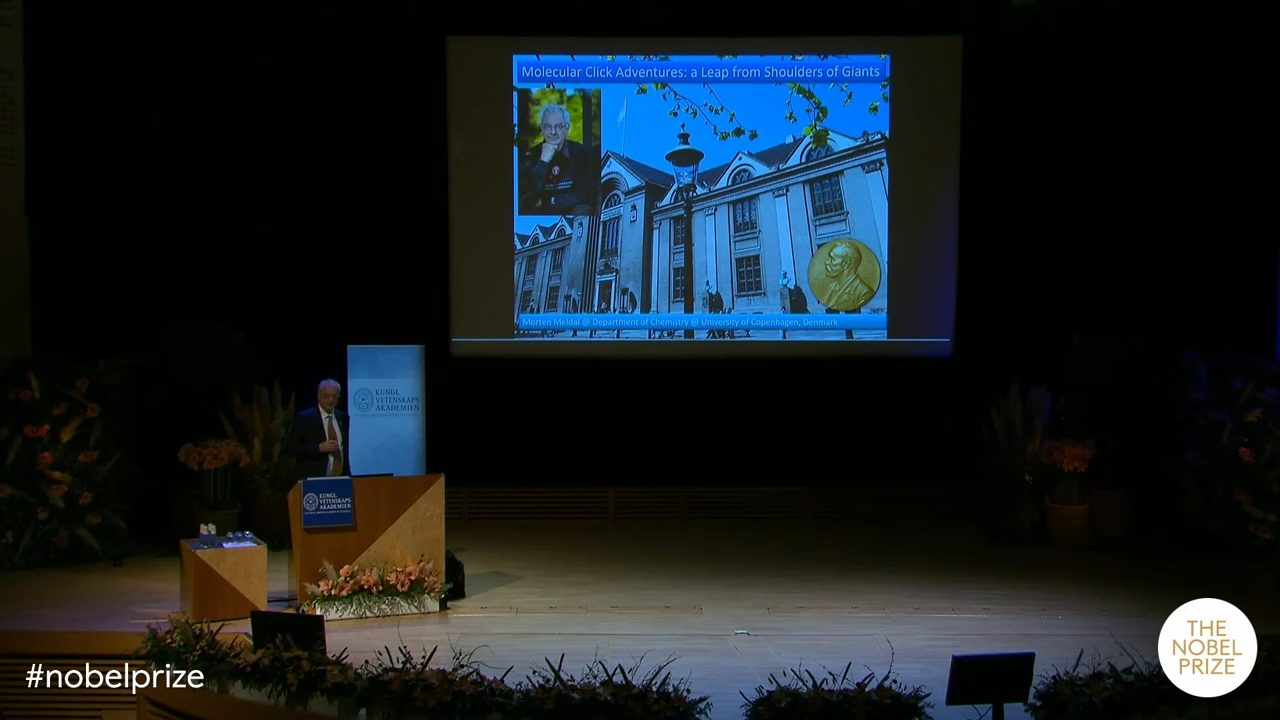 Molecular Click Adventures: a Leap from Shoulders of Giants
Morten Meldal @ Department of Chemistry @ University of Copenhagen, Denmark
KUNGL.
VETENSKAPS
AKADEMIEN
KUNGL.
VETENSKAPS
AKADEMIEN
#nobelprize
THE
NOBEL
PRIZE